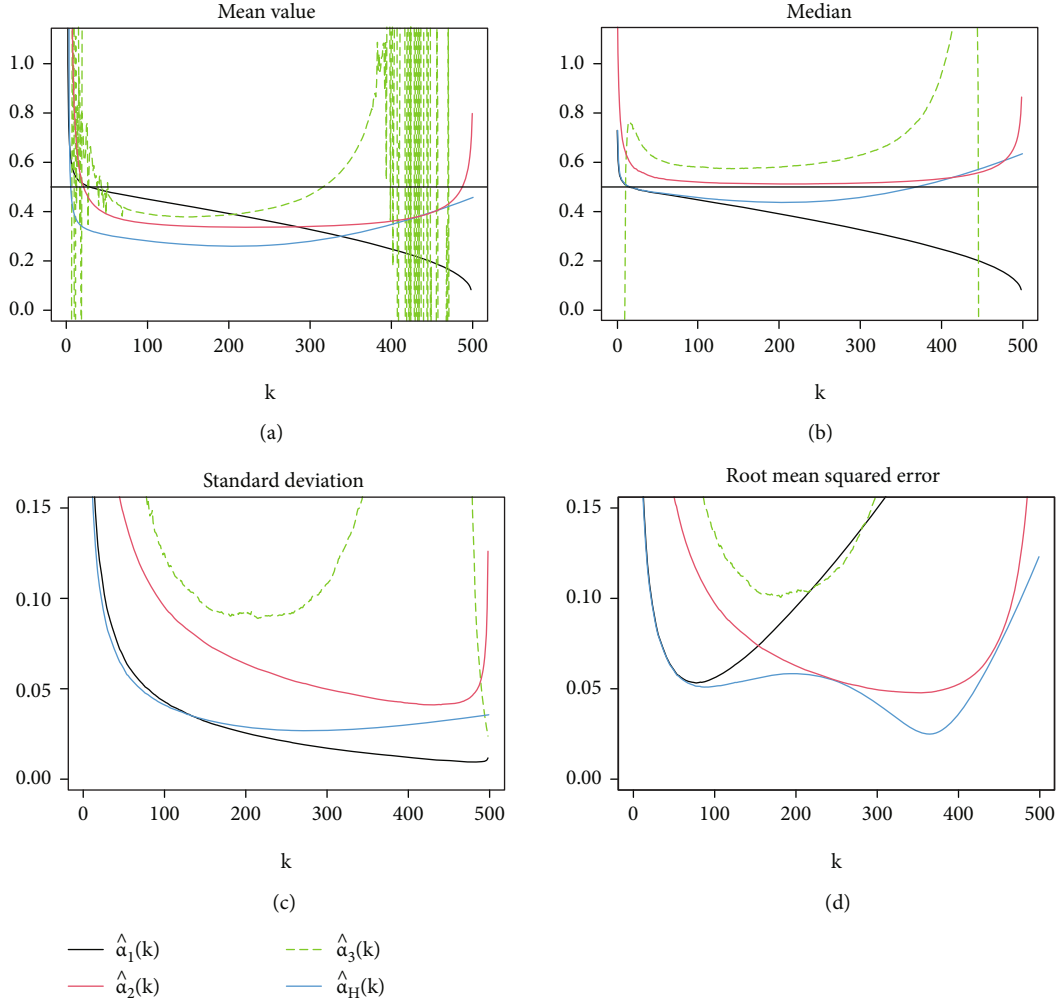 Mean value
1.0
0.8
0.6
0.4
0.2
0.0
0 100 200 300 400 500
k
(a)
Median
1.0
0.8
0.6
0.4
0.2
0.0
0 100 200 300 400 500
k
(b)
Standard deviation
0.15
0.10
0.05
0.00
0 100 200 300 400 500
k
(c)
Root mean squared error
0.15
0.10
0.05
0.00
0 100 200 300 400 500
k
(d)
α̂₁(k)
α̂₂(k)
α̂₃(k)
α̂H(k)